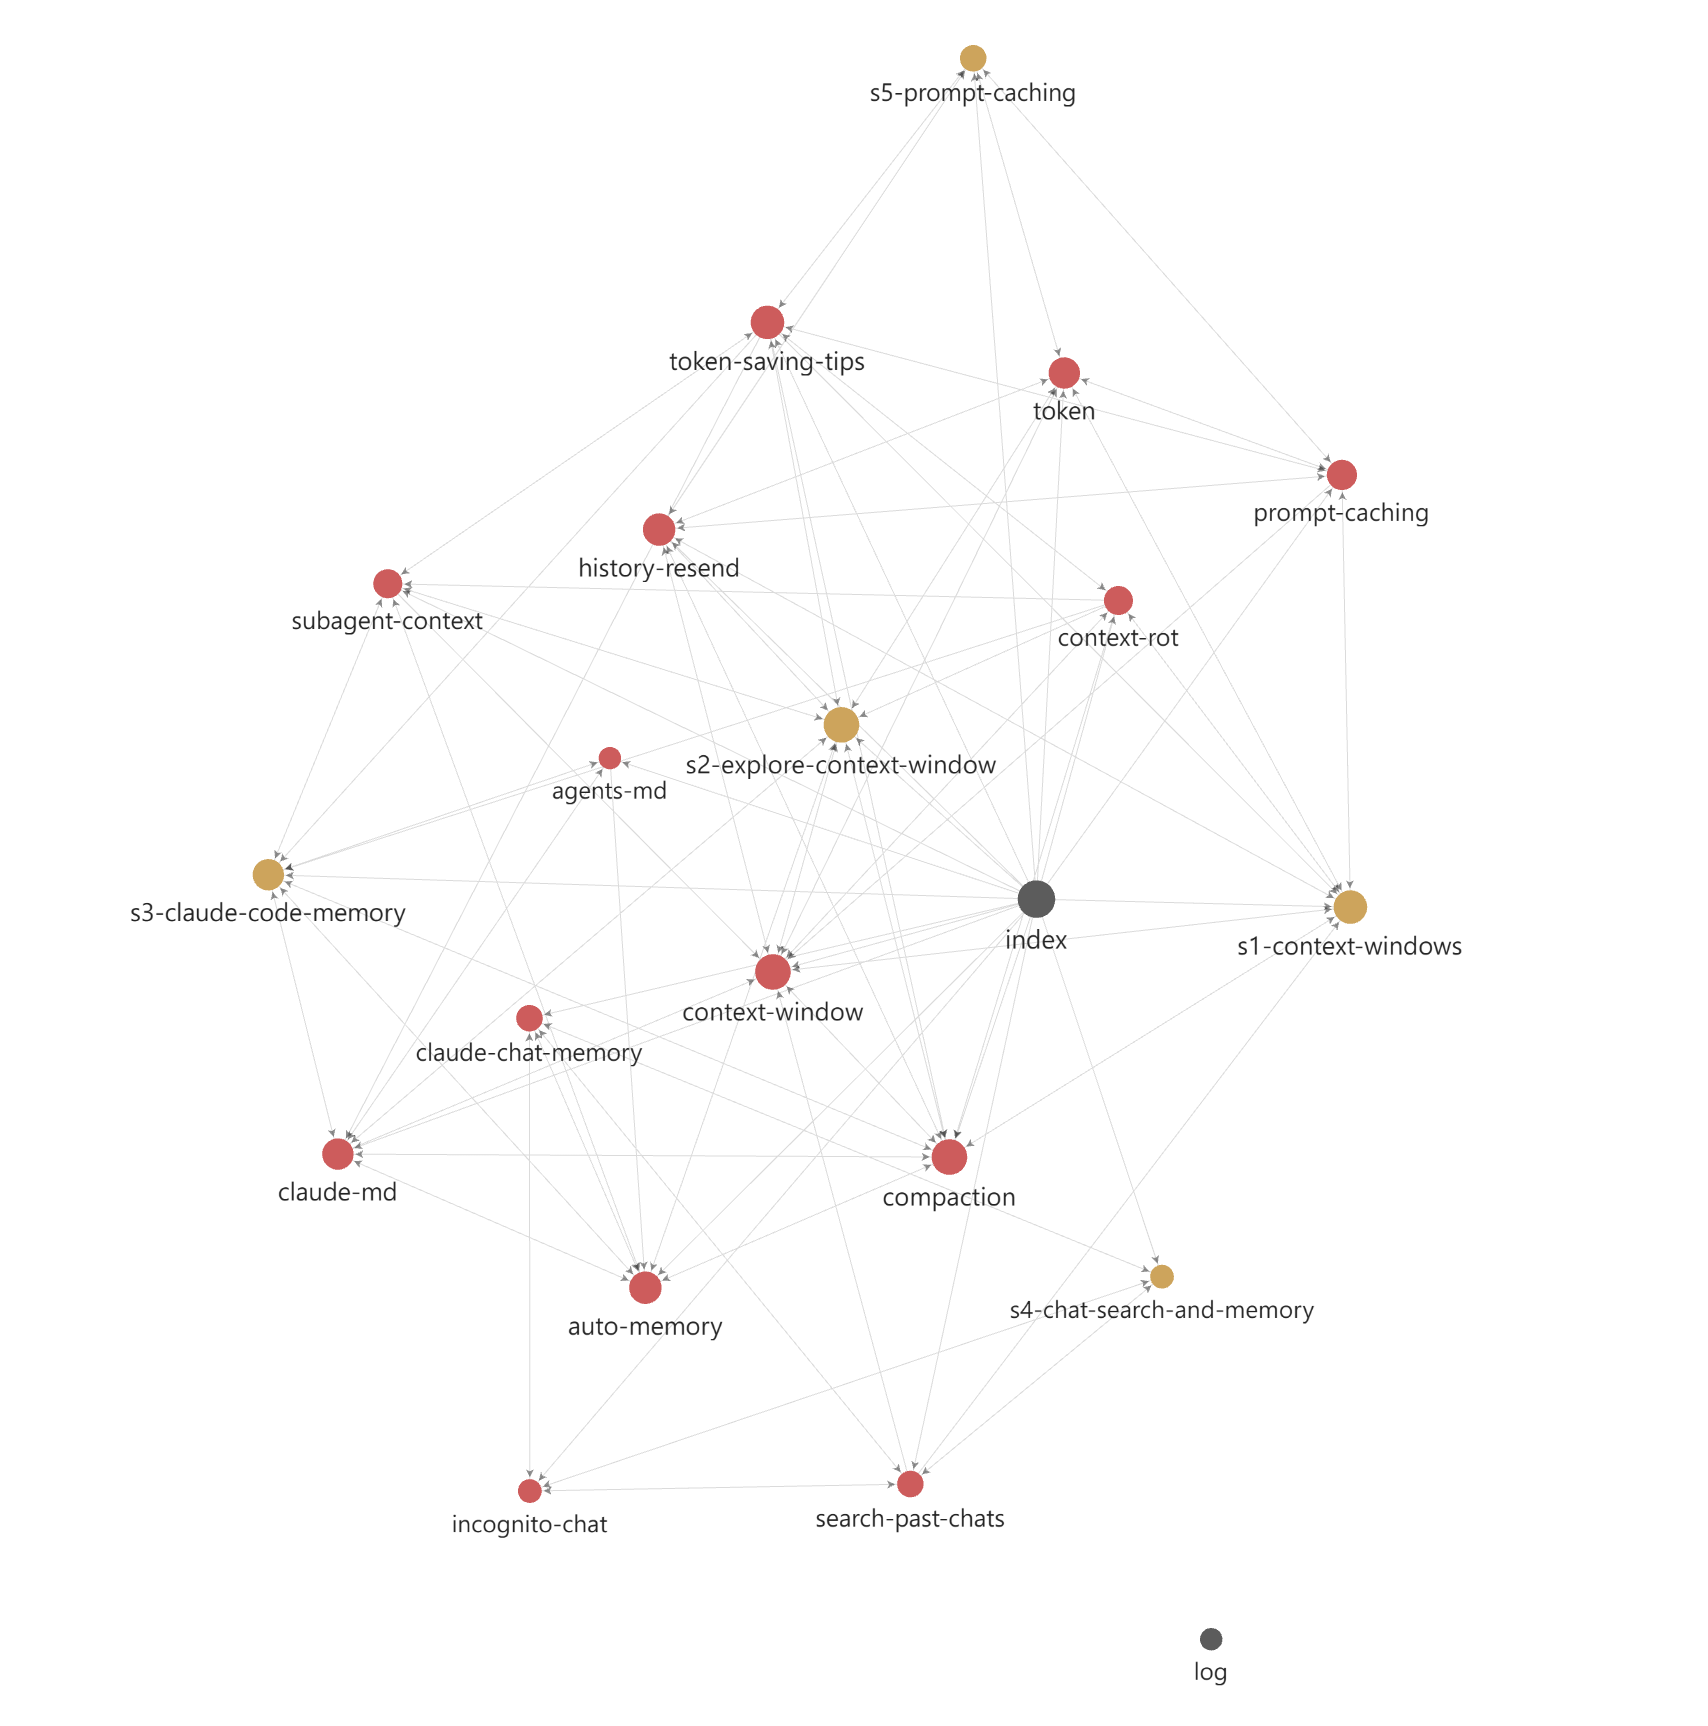 s5-prompt-caching
token-saving-tips
token
prompt-caching
history-resend
subagent-context
context-rot
s2-explore-context-window
agents-md
s3-claude-code-memory
index
s1-context-windows
context-window
claude-chat-memory
claude-md
compaction
s4-chat-search-and-memory
auto-memory
incognito-chat
search-past-chats
log